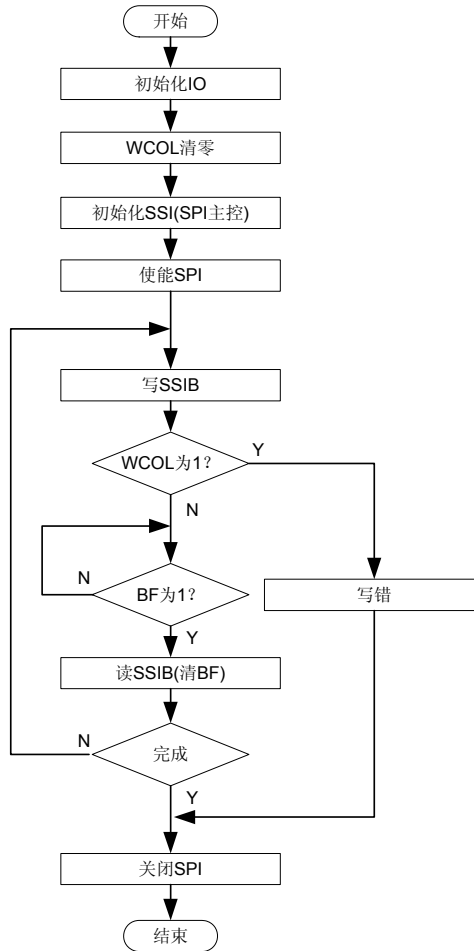 开始
初始化IO
WCOL清零
初始化SSI(SPI主控)
使能SPI
写SSIB
WCOL为1?
Y
N
N
BF为1?
写错
Y
读SSIB(清BF)
N
完成
Y
关闭SPI
结束